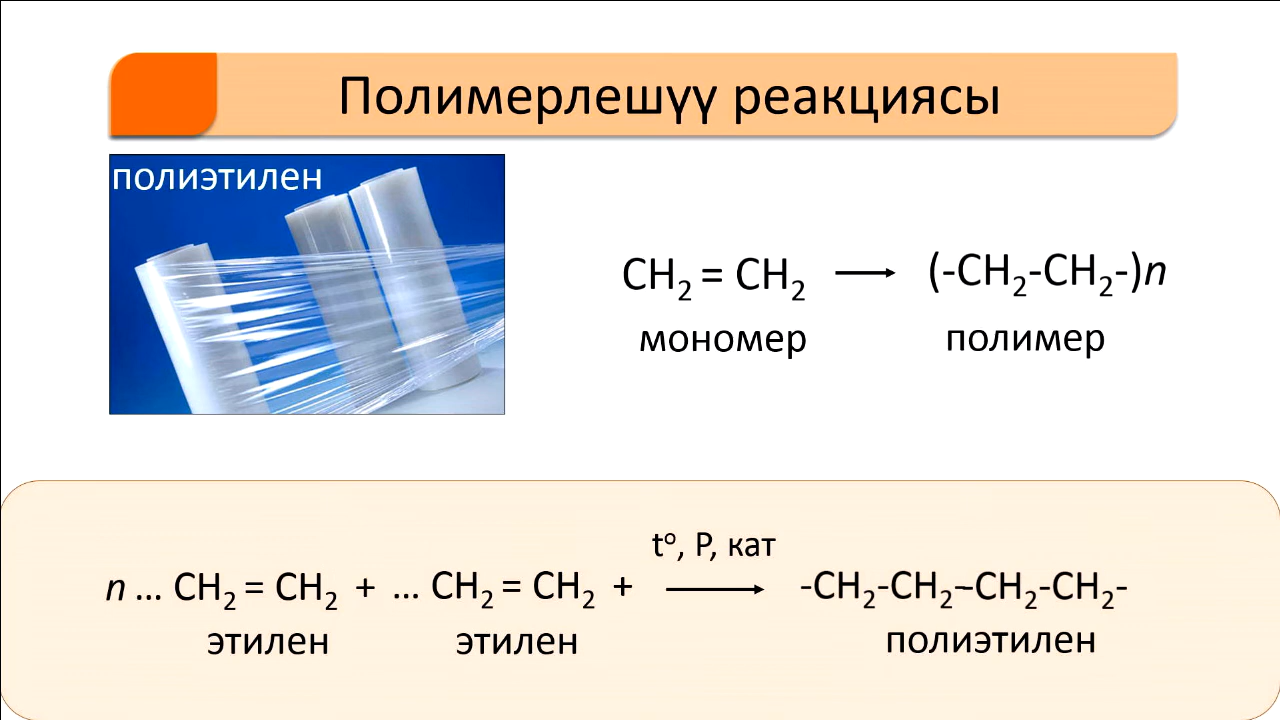 Полимерлешүү реакциясы
полиэтилен
CH₂ = CH₂ → (-CH₂-CH₂-)n
мономер полимер
t⁰, P, кат
n ... CH₂ = CH₂ + ... CH₂ = CH₂ + → -CH₂-CH₂--CH₂-CH₂-
этилен этилен полиэтилен